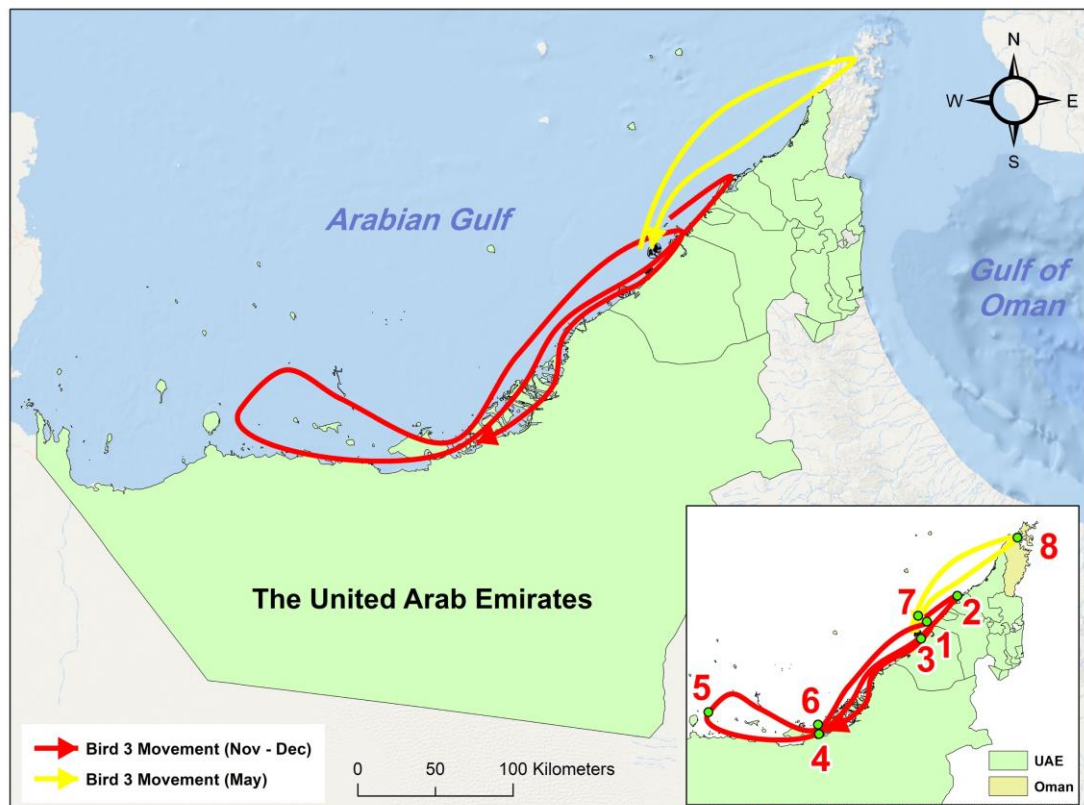 N
W
E
S
Arabian Gulf
Gulf of
Oman
The United Arab Emirates
Bird 3 Movement (Nov - Dec)
Bird 3 Movement (May)
0 50 100 Kilometers
8
7
2
1
3
5
6
4
UAE
Oman